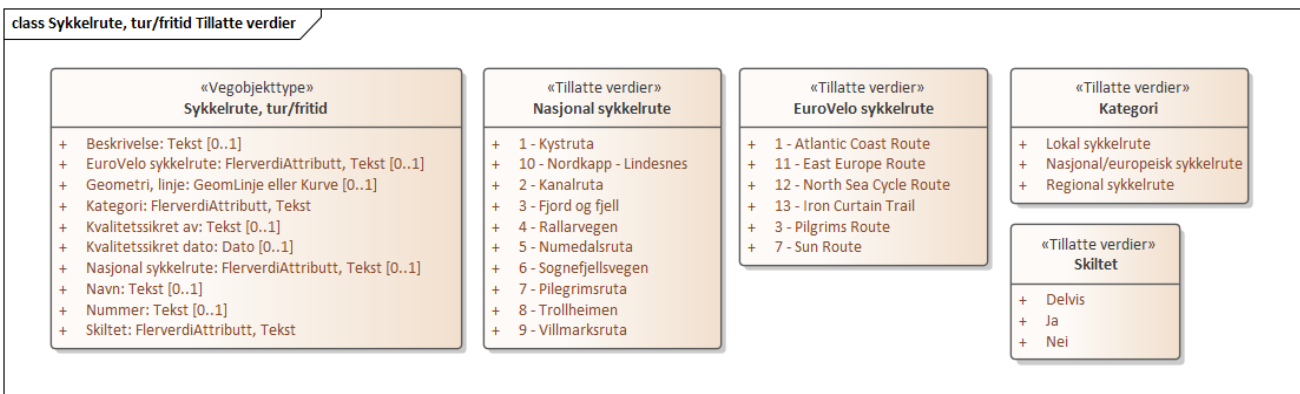 class Sykkelrute, tur/fritid Tillatte verdier
«Vegobjekttype»
Sykkelrute, tur/fritid
+ Beskrivelse: Tekst [0..1]
+ EuroVelo sykkelrute: FlerverdiAttributt, Tekst [0..1]
+ Geometri, linje: GeomLinje eller Kurve [0..1]
+ Kategori: FlerverdiAttributt, Tekst
+ Kvalitetssikret av: Tekst [0..1]
+ Kvalitetssikret dato: Dato [0..1]
+ Nasjonal sykkelrute: FlerverdiAttributt, Tekst [0..1]
+ Navn: Tekst [0..1]
+ Nummer: Tekst [0..1]
+ Skiltet: FlerverdiAttributt, Tekst
«Tillatte verdier»
Nasjonal sykkelrute
+ 1 - Kystruta
+ 10 - Nordkapp - Lindesnes
+ 2 - Kanalruta
+ 3 - Fjord og fjell
+ 4 - Rallarvegen
+ 5 - Numedalsruta
+ 6 - Sognefjellsvegen
+ 7 - Pilegrimsruta
+ 8 - Trollheimen
+ 9 - Villmarksruta
«Tillatte verdier»
EuroVelo sykkelrute
+ 1 - Atlantic Coast Route
+ 11 - East Europe Route
+ 12 - North Sea Cycle Route
+ 13 - Iron Curtain Trail
+ 3 - Pilgrims Route
+ 7 - Sun Route
«Tillatte verdier»
Kategori
+ Lokal sykkelrute
+ Nasjonal/europeisk sykkelrute
+ Regional sykkelrute
«Tillatte verdier»
Skiltet
+ Delvis
+ Ja
+ Nei